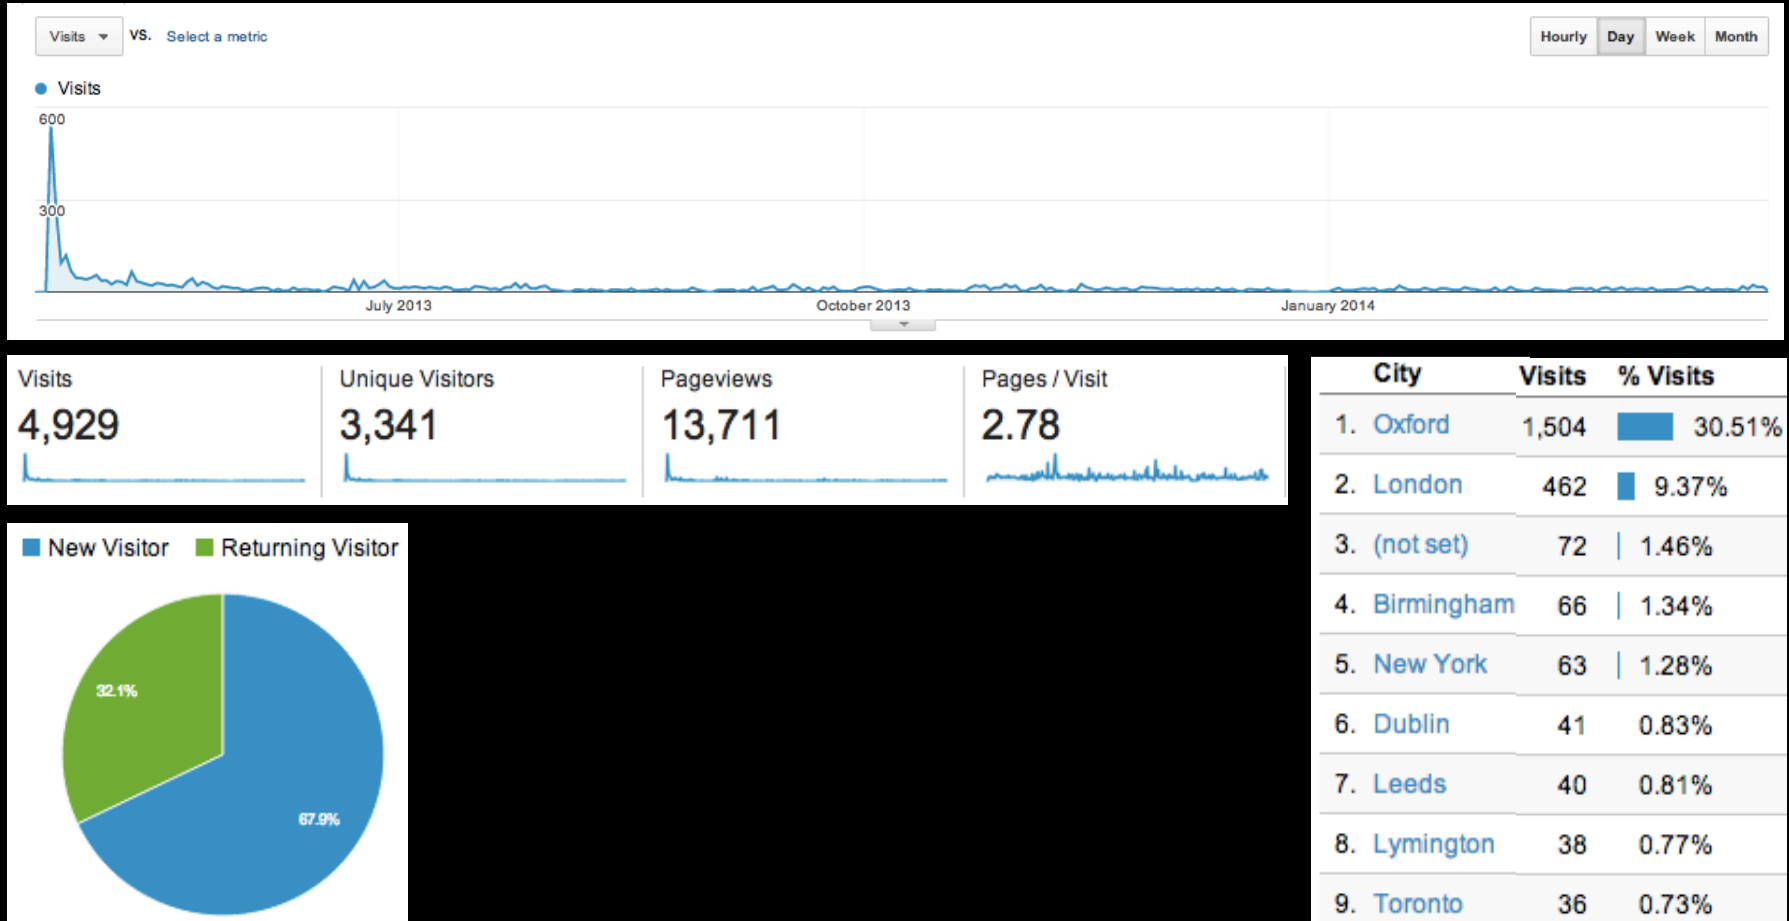 Visits VS. Select a metric Hourly Day Week Month
Visits
600
300
July 2013 October 2013 January 2014
Visits Unique Visitors Pageviews Pages / Visit
4,929 3,341 13,711 2.78
New Visitor Returning Visitor
32.1%
67.9%
City Visits % Visits
1. Oxford 1,504 30.51%
2. London 462 9.37%
3. (not set) 72 1.46%
4. Birmingham 66 1.34%
5. New York 63 1.28%
6. Dublin 41 0.83%
7. Leeds 40 0.81%
8. Lymington 38 0.77%
9. Toronto 36 0.73%